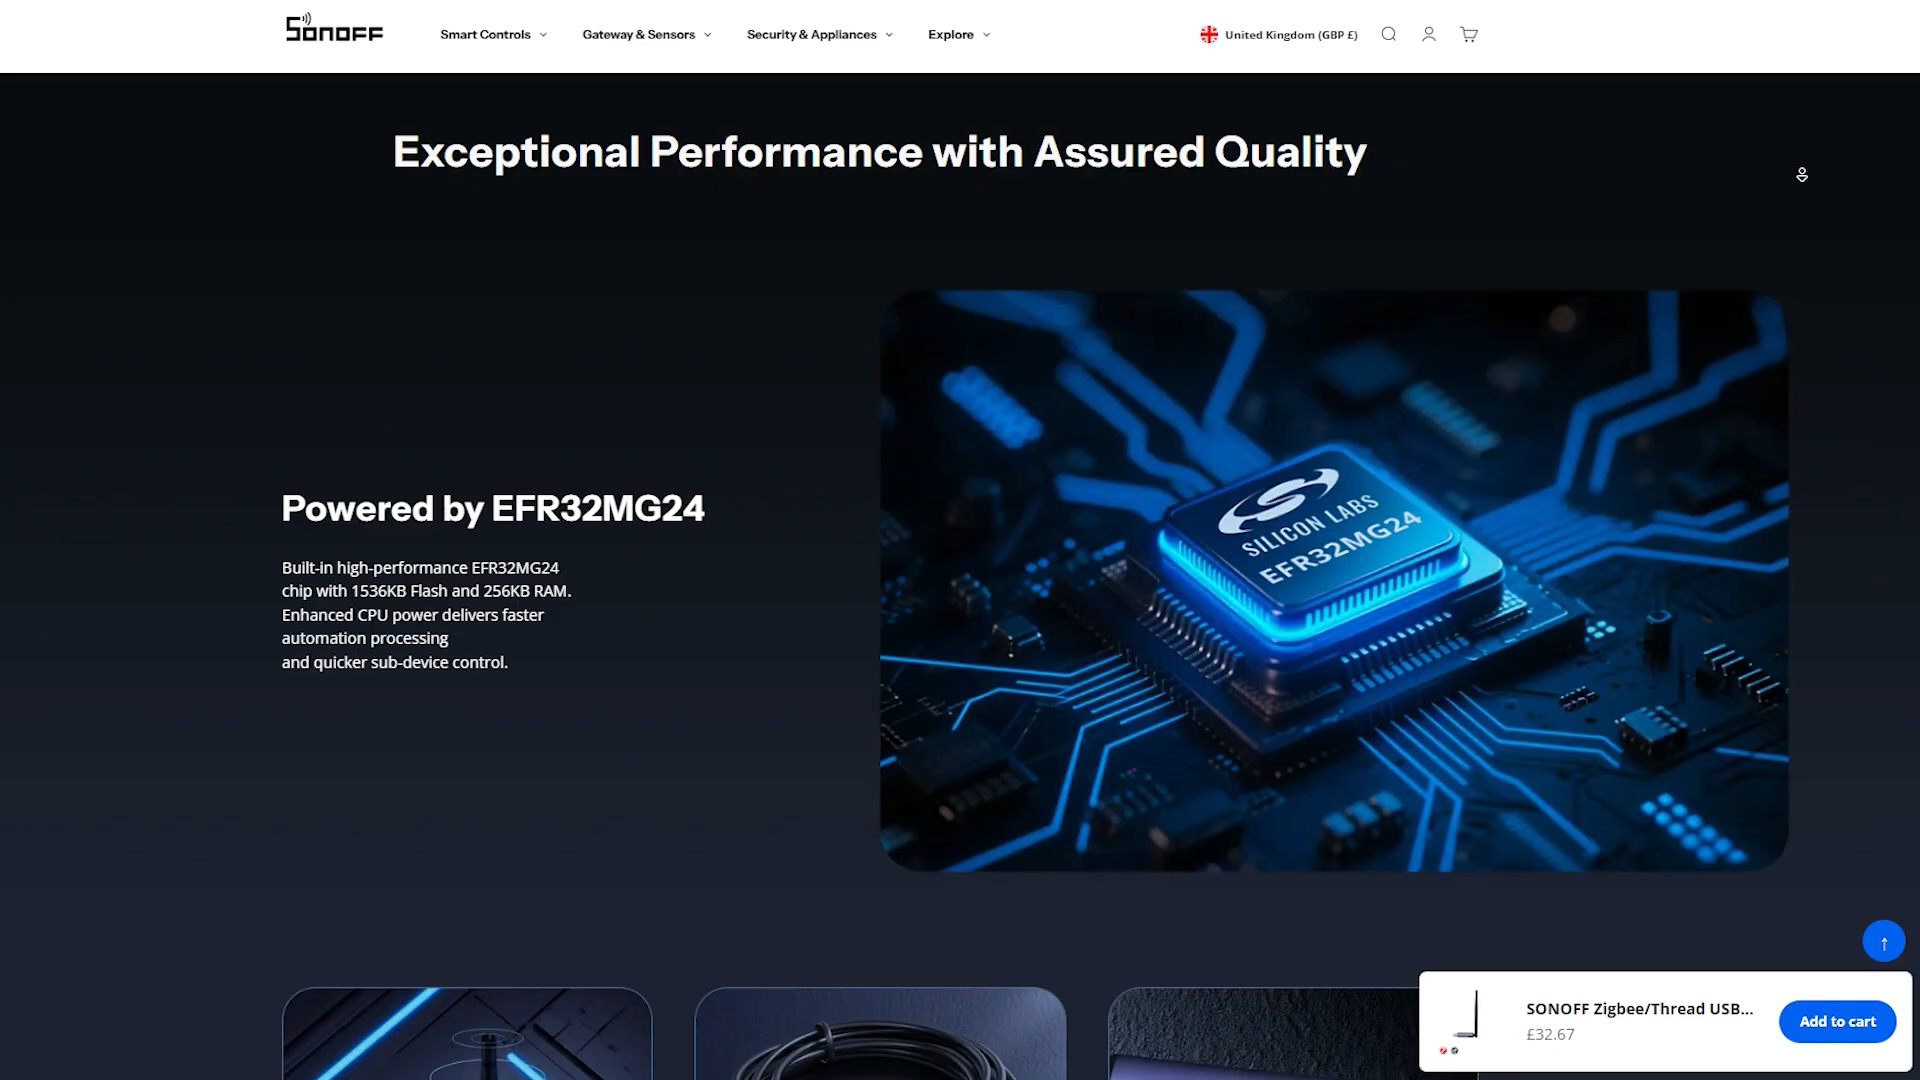 SONOFF
Smart Controls
Gateway & Sensors
Security & Appliances
Explore
United Kingdom (GBP £)
Exceptional Performance with Assured Quality
Powered by EFR32MG24
Built-in high-performance EFR32MG24
chip with 1536KB Flash and 256KB RAM.
Enhanced CPU power delivers faster
automation processing
and quicker sub-device control.
SILICON LABS
EFR32MG24
SONOFF Zigbee/Thread USB...
£32.67
Add to cart